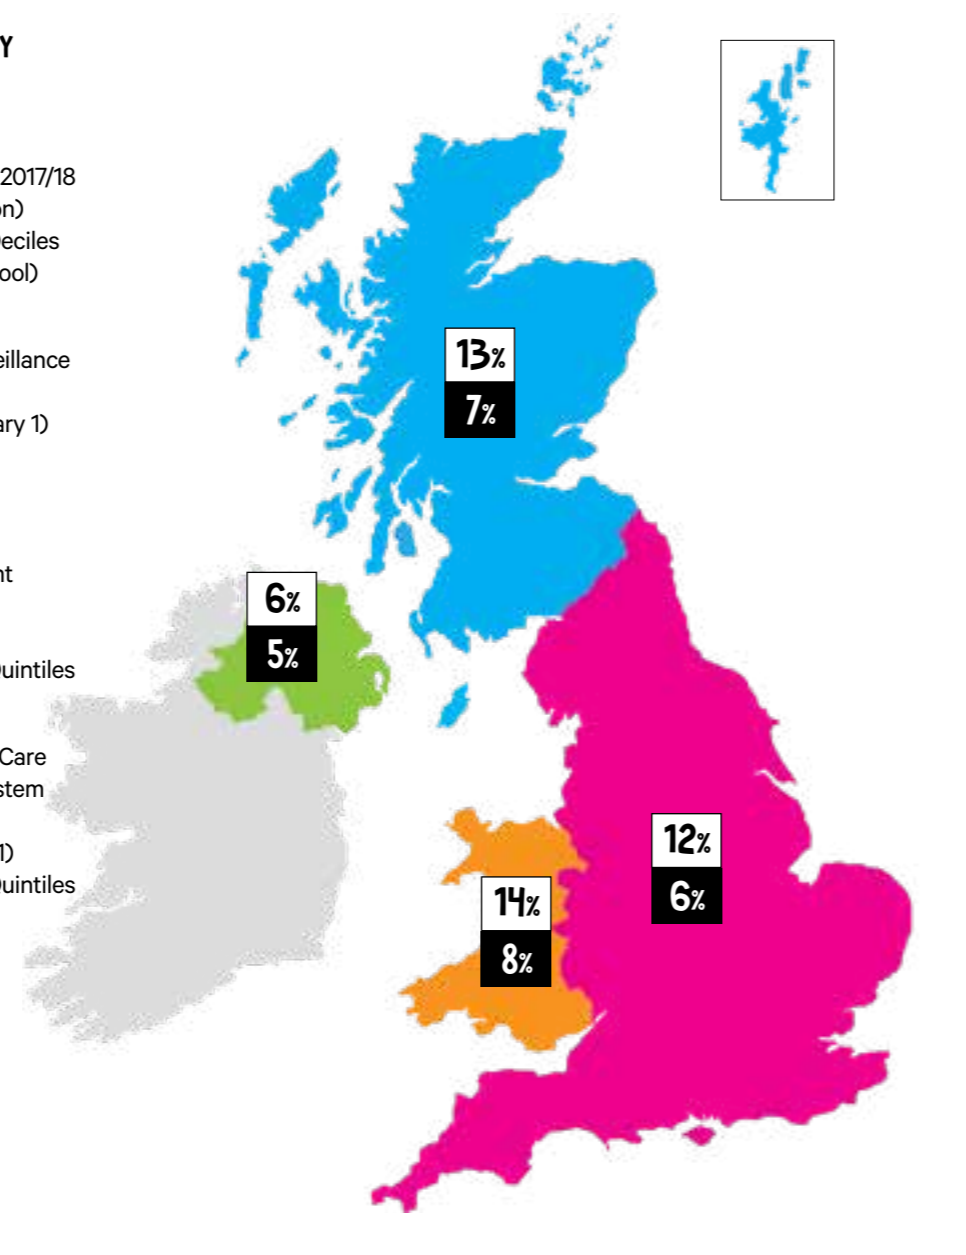 Y
2017/18
on)
eciles
ool)
eillance
ary 1)
nt
uintiles
Care
stem
1)
uintiles
13%
7%
6%
5%
12%
6%
14%
8%